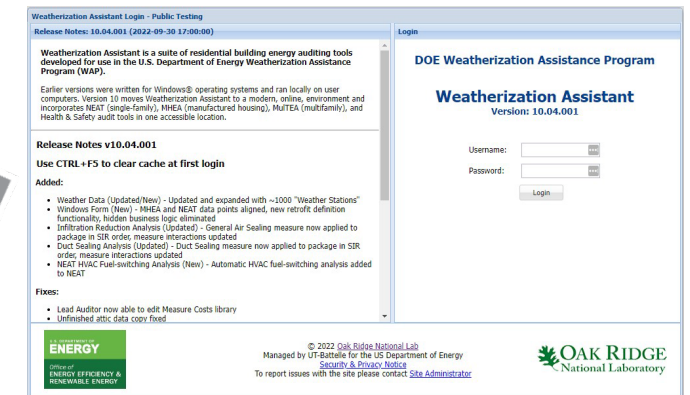 Weatherization Assistant Login - Public Testing
Release Notes: 10.04.001 (2022-09-30 17:00:00)
Weatherization Assistant is a suite of residential building energy auditing tools
developed for use in the U.S. Department of Energy Weatherization Assistance
Program (WAP).
Earlier versions were written for Windows® operating systems and ran locally on user
computers. Version 10 moves Weatherization Assistant to a modern, online, environment and
incorporates NEAT (single-family), MHEA (manufactured housing), MulTEA (multifamily), and
Health & Safety audit tools in one accessible location.
Release Notes v10.04.001
Use CTRL+F5 to clear cache at first login
Added:
• Weather Data (Updated/New) - Updated and expanded with ~1000 "Weather Stations"
• Windows Form (New) - MHEA and NEAT data points aligned, new retrofit definition
functionality, hidden business logic eliminated
• Infiltration Reduction Analysis (Updated) - General Air Sealing measure now applied to
package in SIR order, measure interactions updated
• Duct Sealing Analysis (Updated) - Duct Sealing measure now applied to package in SIR
order, measure interactions updated
• NEAT HVAC Fuel-switching Analysis (New) - Automatic HVAC fuel-switching analysis added
to NEAT
Fixes:
• Lead Auditor now able to edit Measure Costs library
• Unfinished attic data copy fixed
Login
DOE Weatherization Assistance Program
Weatherization Assistant
Version: 10.04.001
Username:
Password:
Login
U.S. DEPARTMENT OF
ENERGY
Office of
ENERGY EFFICIENCY &
RENEWABLE ENERGY
© 2022 Oak Ridge National Lab
Managed by UT-Battelle for the US Department of Energy
Security & Privacy Notice
To report issues with the site please contact Site Administrator
OAK RIDGE
National Laboratory